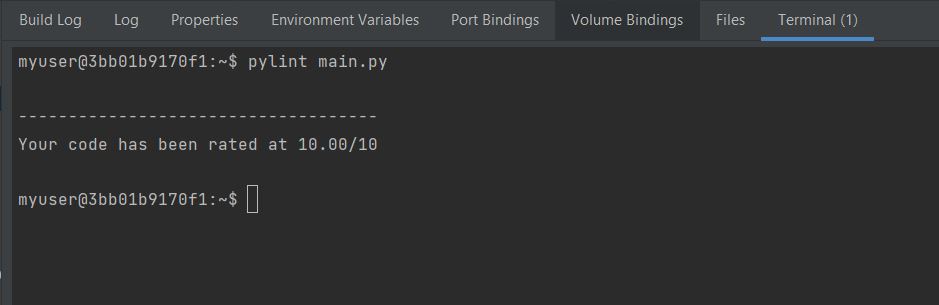 Build Log Log Properties Environment Variables Port Bindings Volume Bindings Files Terminal (1)
myuser@3bb01b9170f1:~$ pylint main.py
------------------------------------
Your code has been rated at 10.00/10
myuser@3bb01b9170f1:~$